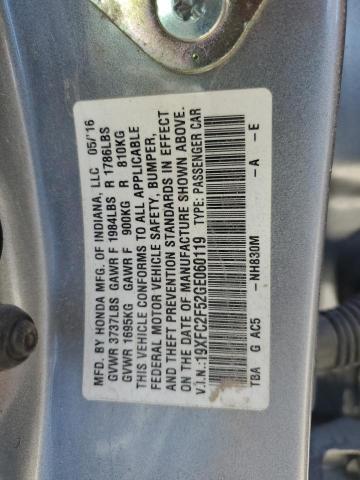 MFD. BY HONDA MFG. OF INDIANA, LLC 05/'16
GVWR 3737LBS GAWR F 1984LBS R 1786LBS
GVWR 1695KG GAWR F 900KG R 810KG
THIS VEHICLE CONFORMS TO ALL APPLICABLE
FEDERAL MOTOR VEHICLE SAFETY, BUMPER,
AND THEFT PREVENTION STANDARDS IN EFFECT
ON THE DATE OF MANUFACTURE SHOWN ABOVE.
V.I.N.:19XFC2F52GE060119 TYPE: PASSENGER CAR
TBA G AC5 -NH830M -A -E